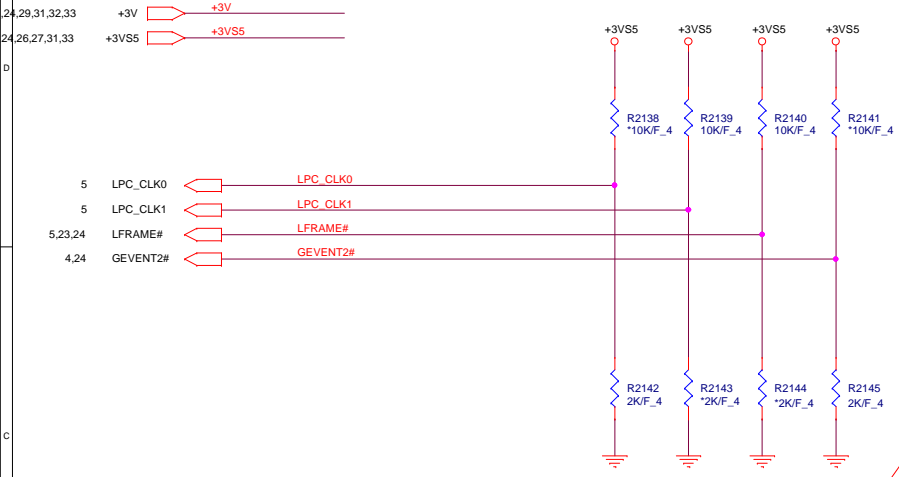 ,24,29,31,32,33 +3V +3V
24,26,27,31,33 +3VS5 +3VS5
+3VS5 +3VS5 +3VS5 +3VS5
D
R2138 R2139 R2140 R2141
*10K/F_4 10K/F_4 10K/F_4 *10K/F_4
5 LPC_CLK0 LPC_CLK0
5 LPC_CLK1 LPC_CLK1
5,23,24 LFRAME# LFRAME#
4,24 GEVENT2# GEVENT2#
R2142 R2143 R2144 R2145
2K/F_4 *2K/F_4 *2K/F_4 2K/F_4
C